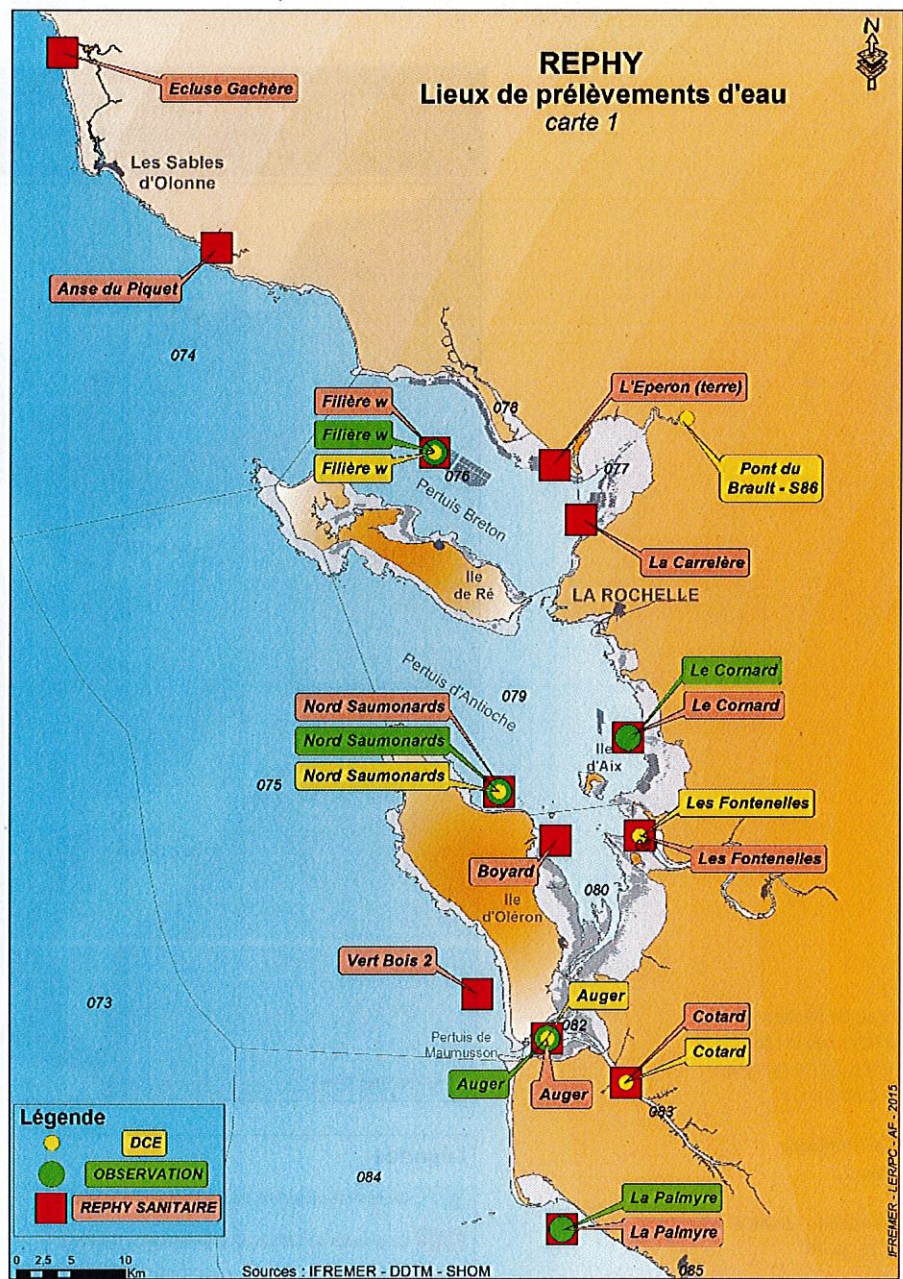 REPHY
Lieux de prélèvements d'eau
carte 1
N
Ecluse Gachère
Les Sables
d'Olonne
Anse du Piquet
074
Filière w
Filière w
Filière w
078
L'Eperon (terre)
077
076
Pont du
Brault - S86
Pertuis Breton
La Carrelère
Ile
de Ré
LA ROCHELLE
Pertuis d'Antioche
079
Le Cornard
Le Cornard
Nord Saumonards
Nord Saumonards
Nord Saumonards
Ile
d'Aix
075
Les Fontenelles
Les Fontenelles
Boyard
080
Ile
d'Oléron
Vert Bois 2
Auger
073
082
Pertuis de
Maumusson
Cotard
Cotard
Auger
Auger
083
Légende
DCE
OBSERVATION
REPHY SANITAIRE
084
La Palmyre
La Palmyre
085
0 2,5 5 10
Km
Sources : IFREMER - DDTM - SHOM
IFREMER - LER/PC - AF - 2015